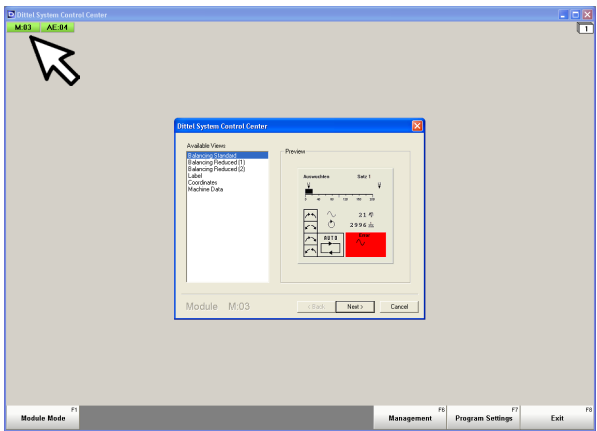 Dittel System Control Center
M:03 AE:04
1
Dittel System Control Center
Available Views
Balancing Standard
Balancing Reduced (1)
Balancing Reduced (2)
Label
Coordinates
Machine Data
Preview
Auswuchten Satz 1
21
2996
AUTO
Error
Module M:03
< Back Next > Cancel
F1 F6 F7 F8
Module Mode Management Program Settings Exit